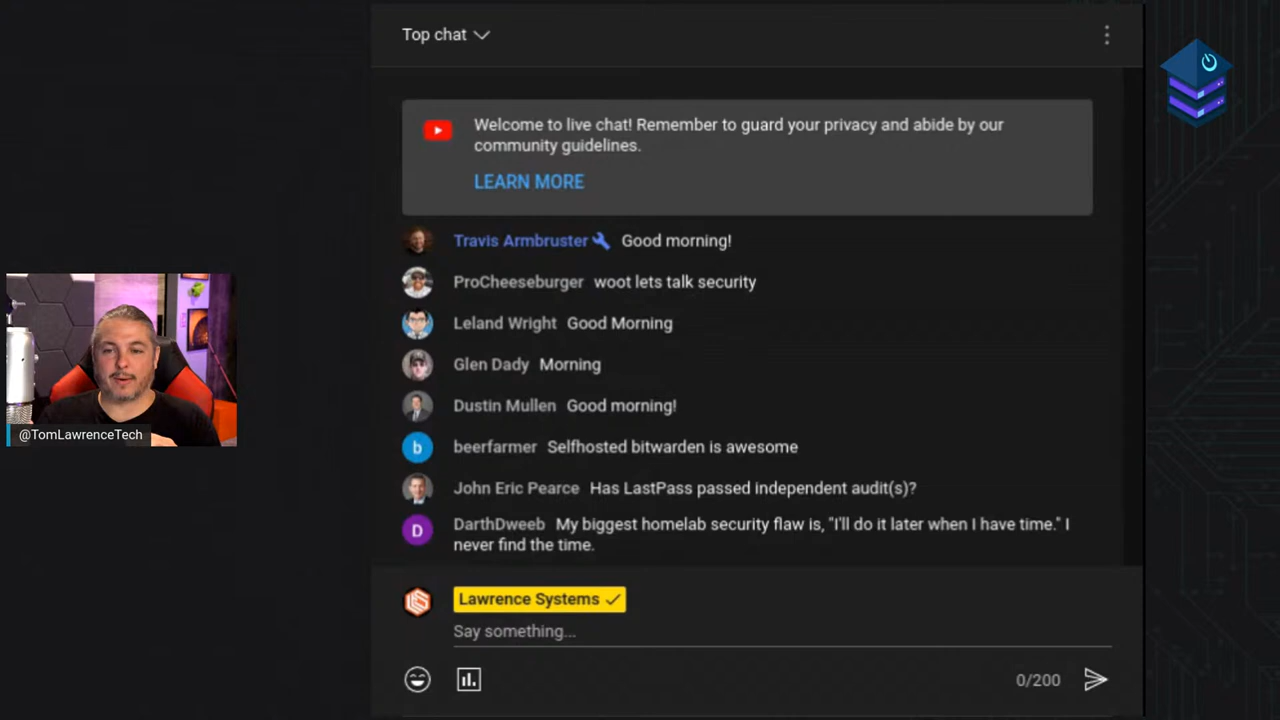 Top chat
Welcome to live chat! Remember to guard your privacy and abide by our
community guidelines.
LEARN MORE
Travis Armbruster Good morning!
ProCheeseburger woot lets talk security
Leland Wright Good Morning
Glen Dady Morning
Dustin Mullen Good morning!
b beerfarmer Selfhosted bitwarden is awesome
John Eric Pearce Has LastPass passed independent audit(s)?
D DarthDweeb My biggest homelab security flaw is, "I'll do it later when I have time." I
never find the time.
@TomLawrenceTech
Lawrence Systems
Say something...
0/200